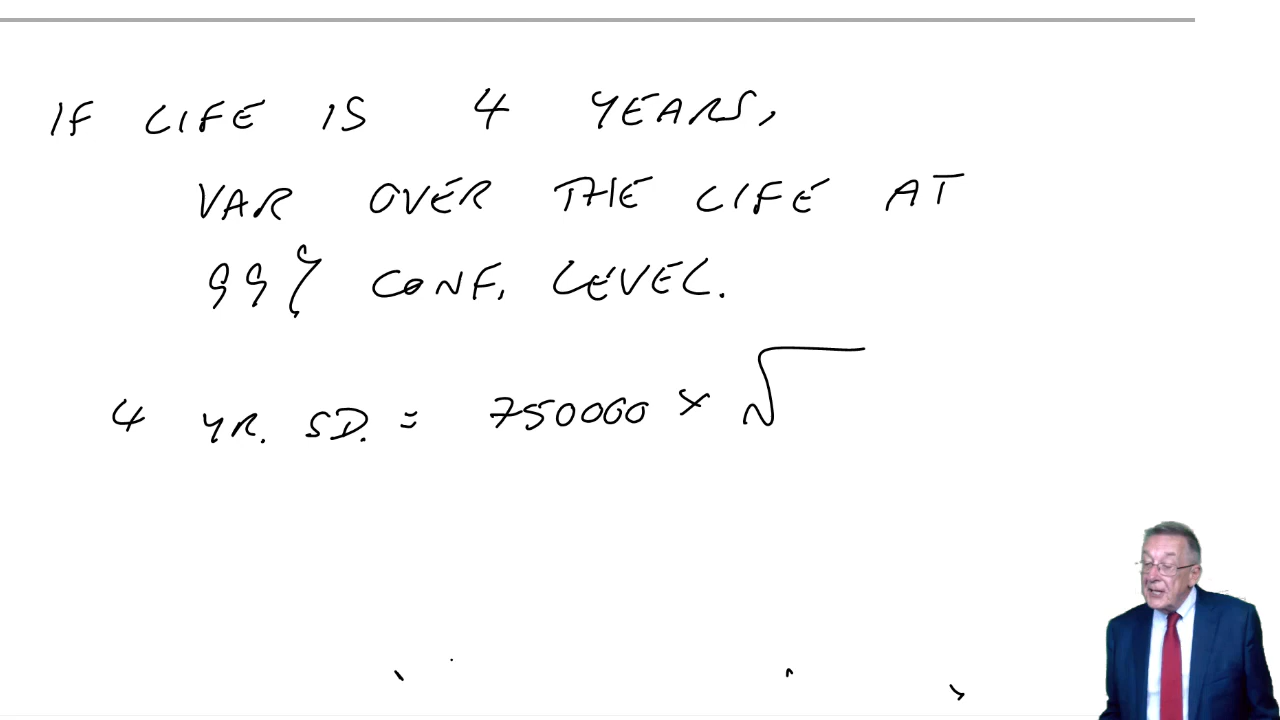 IF LIFE IS 4 YEARS,
VAR OVER THE LIFE AT
99% CONF. LEVEL.
4 YR. SD. = 750000 × √